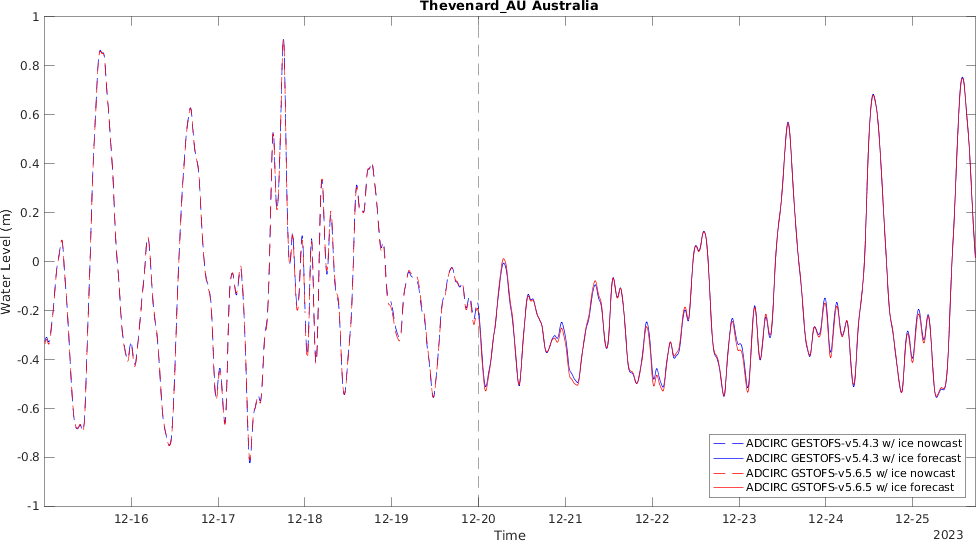 Thevenard_AU Australia
1
0.8
0.6
0.4
0.2
0
-0.2
-0.4
-0.6
-0.8
-1
Water Level (m)
ADCIRC GESTOFS-v5.4.3 w/ ice nowcast
ADCIRC GESTOFS-v5.4.3 w/ ice forecast
ADCIRC GSTOFS-v5.6.5 w/ ice nowcast
ADCIRC GSTOFS-v5.6.5 w/ ice forecast
12-16 12-17 12-18 12-19 12-20 12-21 12-22 12-23 12-24 12-25
Time
2023